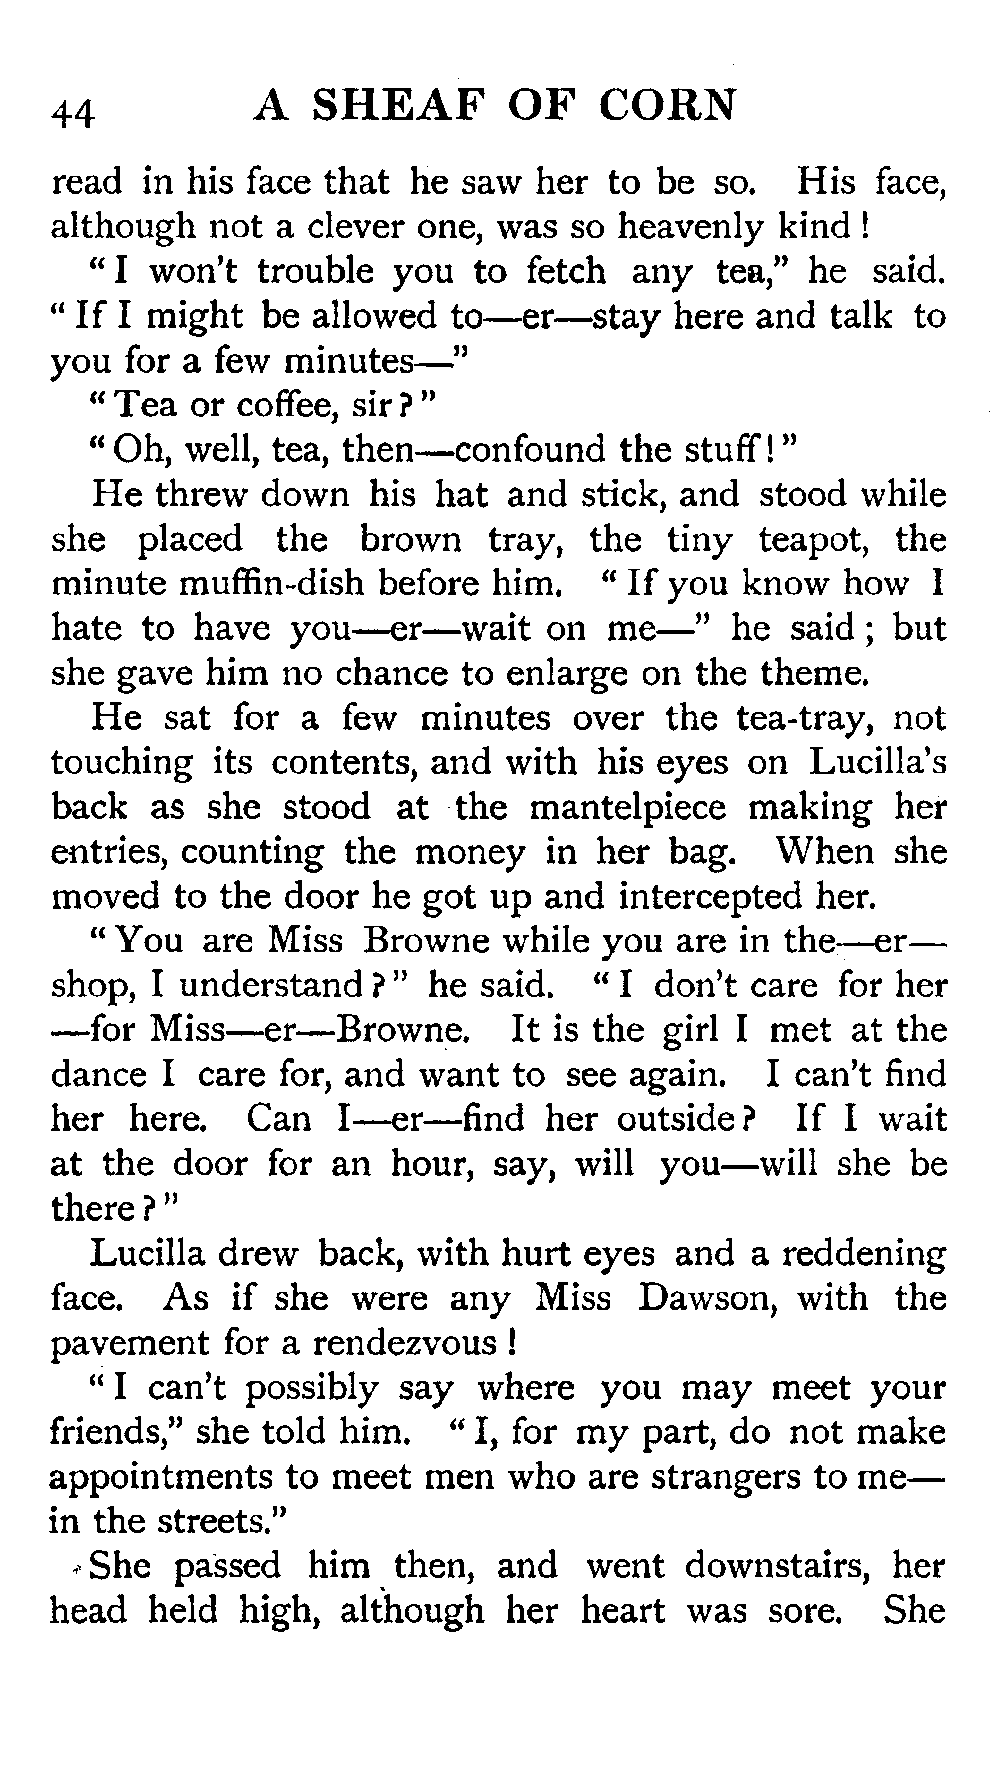 44 A SHEAF OF CORN
read in his face that he saw her to be so. His face,
although not a clever one, was so heavenly kind !
“ I won't trouble you to fetch any tea,” he said.
“ If I might be allowed to—er—stay here and talk to
you for a few minutes—”
“ Tea or coffee, sir ? ”
“ Oh, well, tea, then—confound the stuff! ”
He threw down his hat and stick, and stood while
she placed the brown tray, the tiny teapot, the
minute muffin-dish before him. “ If you know how I
hate to have you—er—wait on me—” he said ; but
she gave him no chance to enlarge on the theme.
He sat for a few minutes over the tea-tray, not
touching its contents, and with his eyes on Lucilla's
back as she stood at the mantelpiece making her
entries, counting the money in her bag. When she
moved to the door he got up and intercepted her.
“ You are Miss Browne while you are in the—er—
shop, I understand ? ” he said. “ I don't care for her
—for Miss—er—Browne. It is the girl I met at the
dance I care for, and want to see again. I can't find
her here. Can I—er—find her outside ? If I wait
at the door for an hour, say, will you—will she be
there ? ”
Lucilla drew back, with hurt eyes and a reddening
face. As if she were any Miss Dawson, with the
pavement for a rendezvous !
“ I can't possibly say where you may meet your
friends,” she told him. “ I, for my part, do not make
appointments to meet men who are strangers to me—
in the streets.”
She passed him then, and went downstairs, her
head held high, although her heart was sore. She